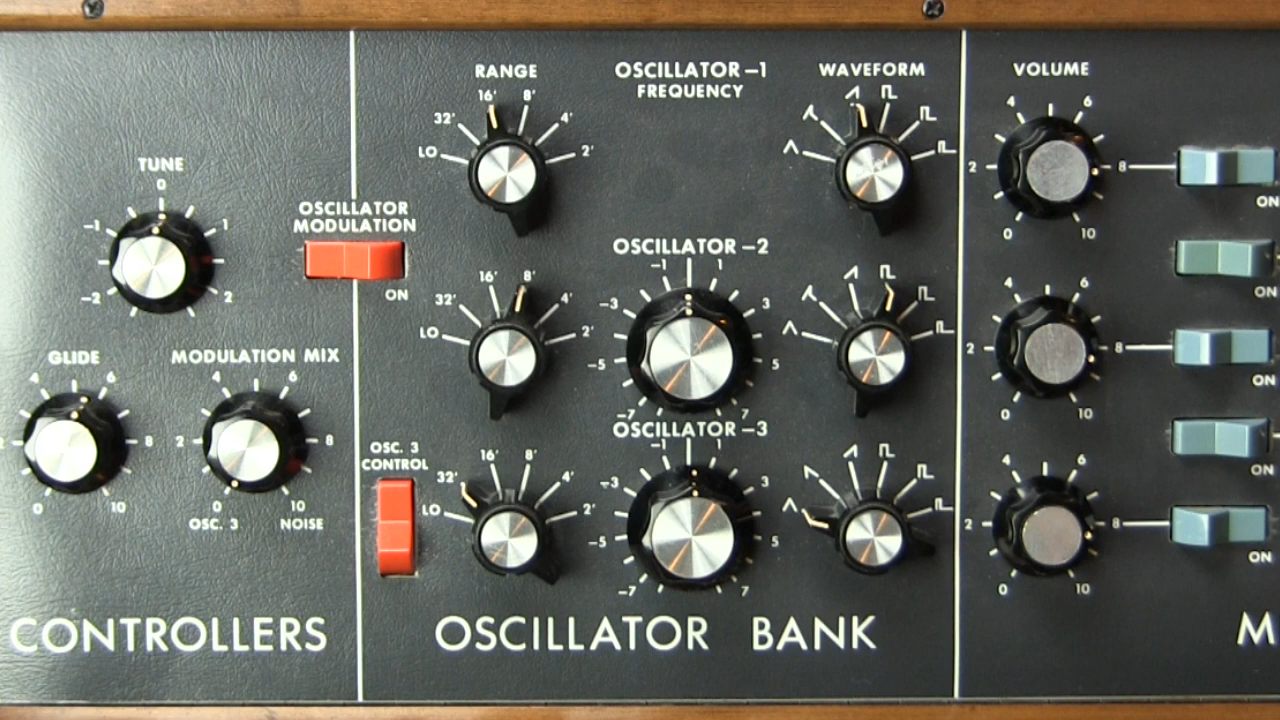 RANGE
OSCILLATOR –1
FREQUENCY
WAVEFORM
VOLUME
16' 8'
32' 4'
LO 2'
4 6
2 8
0 10
ON
TUNE
0
–1 1
–2 2
OSCILLATOR
MODULATION
ON
OSCILLATOR –2
–1 1
–3 3
–5 5
–7 7
16' 8'
32' 4'
LO 2'
4 6
2 8
0 10
ON
ON
GLIDE
4 6
8
0 10
MODULATION MIX
4 6
2 8
0 10
OSC. 3 NOISE
OSC. 3
CONTROL
OSCILLATOR –3
–1 1
–3 3
–5 5
–7 7
16' 8'
32' 4'
LO 2'
4 6
2 8
0 10
ON
ON
CONTROLLERS
OSCILLATOR BANK
M